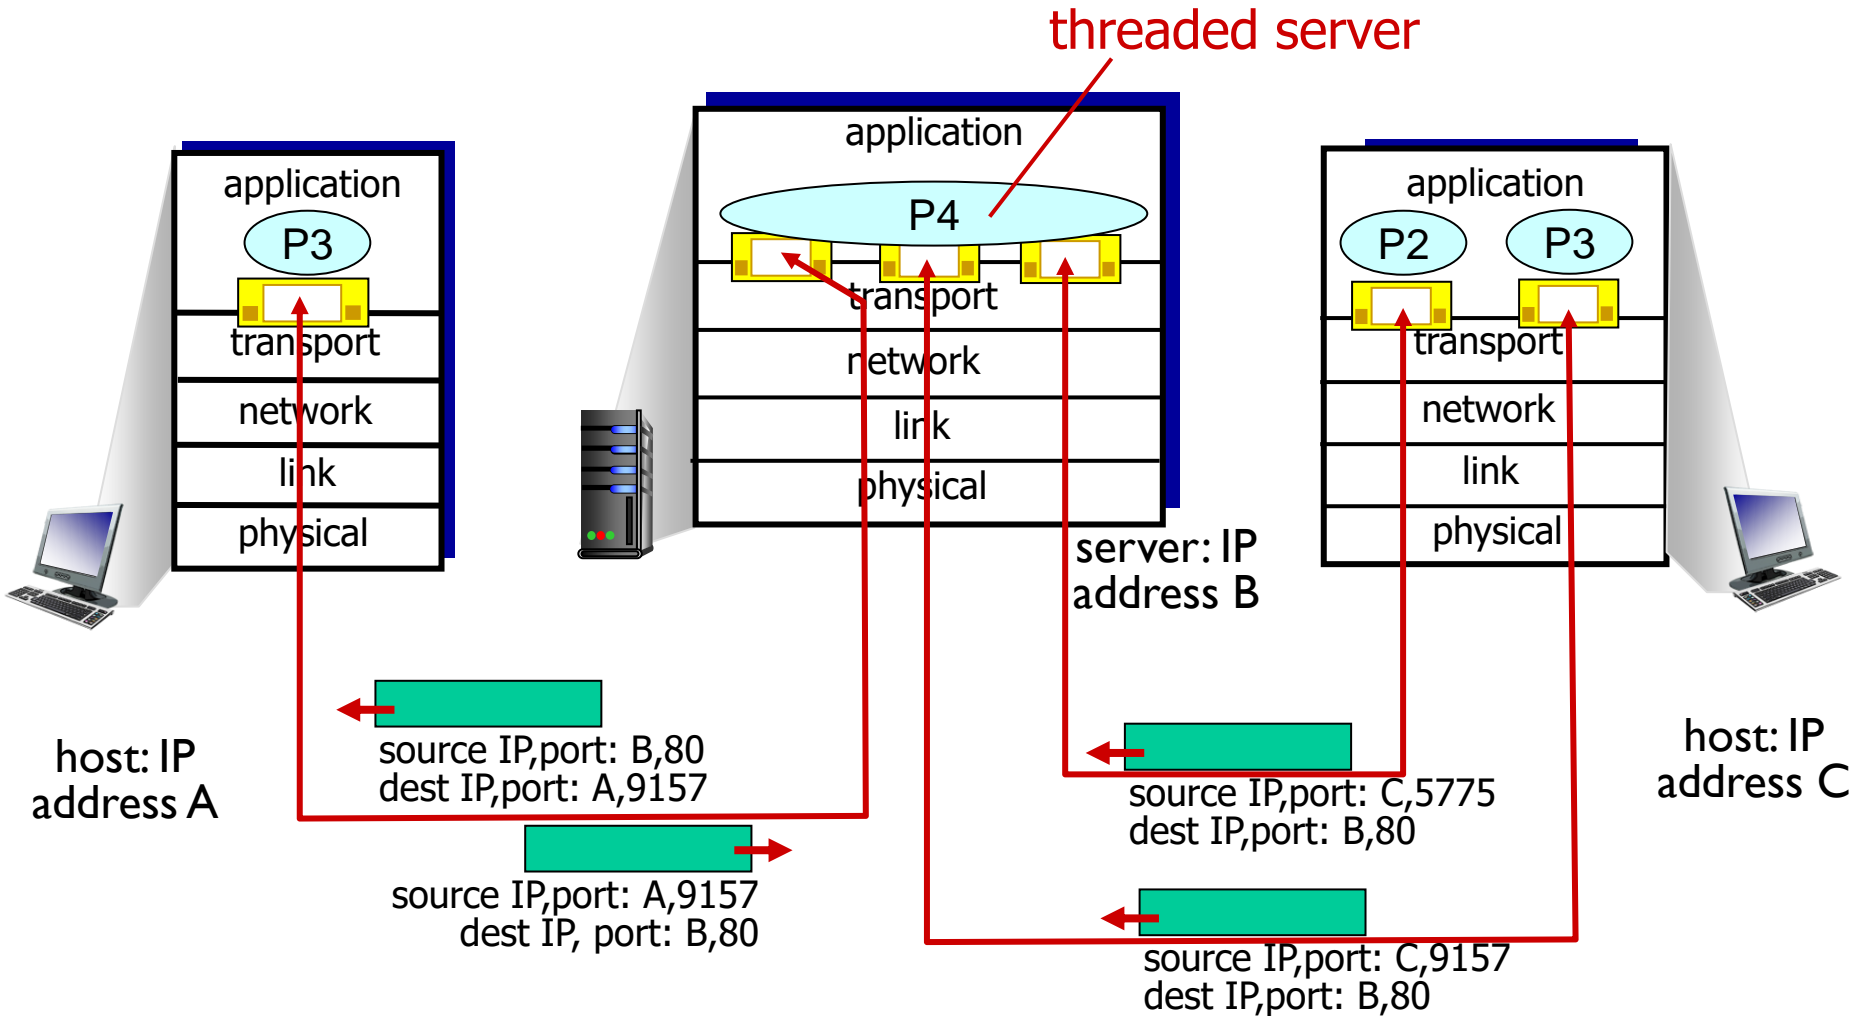 threaded server
application
P3
transport
network
link
physical
host: IP
address A
application
P4
transport
network
link
physical
server: IP
address B
application
P2
P3
transport
network
link
physical
host: IP
address C
source IP,port: B,80
dest IP,port: A,9157
source IP,port: A,9157
dest IP, port: B,80
source IP,port: C,5775
dest IP,port: B,80
source IP,port: C,9157
dest IP,port: B,80